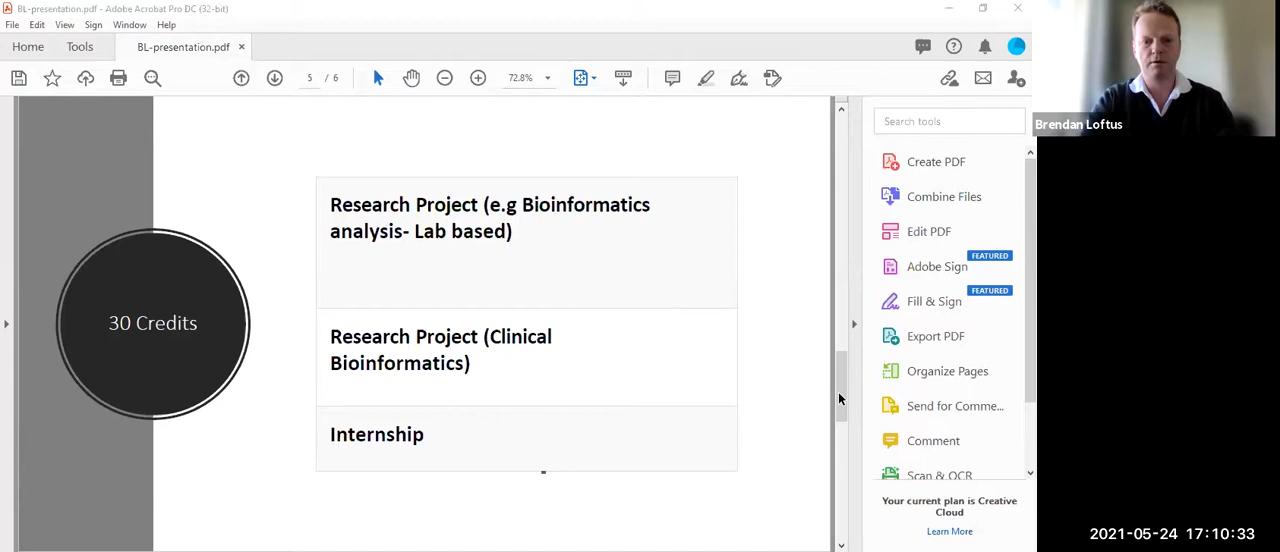 BL-presentation.pdf - Adobe Acrobat Pro DC (32-bit)
File Edit View Sign Window Help
Home Tools BL-presentation.pdf ×
5 / 6 72.8%
Search tools
Create PDF
Combine Files
Edit PDF
FEATURED
Adobe Sign
FEATURED
Fill & Sign
Export PDF
Organize Pages
Send for Comme...
Comment
Scan & OCR
Your current plan is Creative
Cloud
Learn More
30 Credits
Research Project (e.g Bioinformatics
analysis- Lab based)
Research Project (Clinical
Bioinformatics)
Internship
Brendan Loftus
2021-05-24 17:10:33